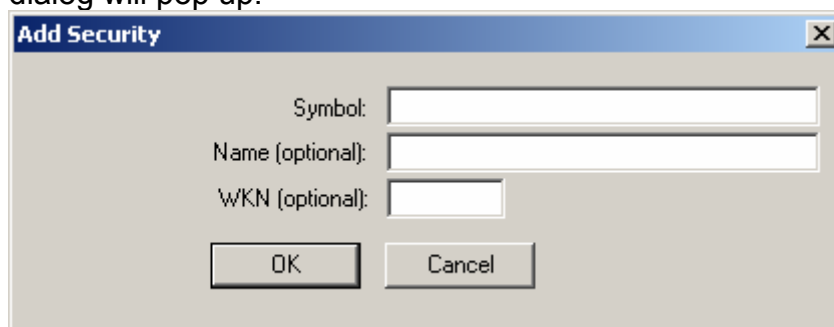 dialog will pop up.
Add Security
Symbol:
Name (optional):
WKN (optional):
OK Cancel